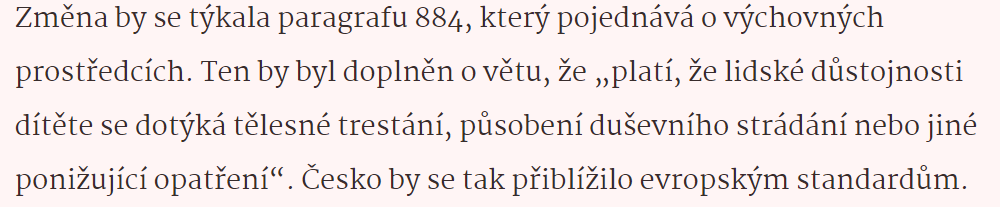 Změna by se týkala paragrafu 884, který pojednává o výchovných
prostředcích. Ten by byl doplněn o větu, že „platí, že lidské důstojnosti
dítěte se dotýká tělesné trestání, působení duševního strádání nebo jiné
ponižující opatření“. Česko by se tak přiblížilo evropským standardům.